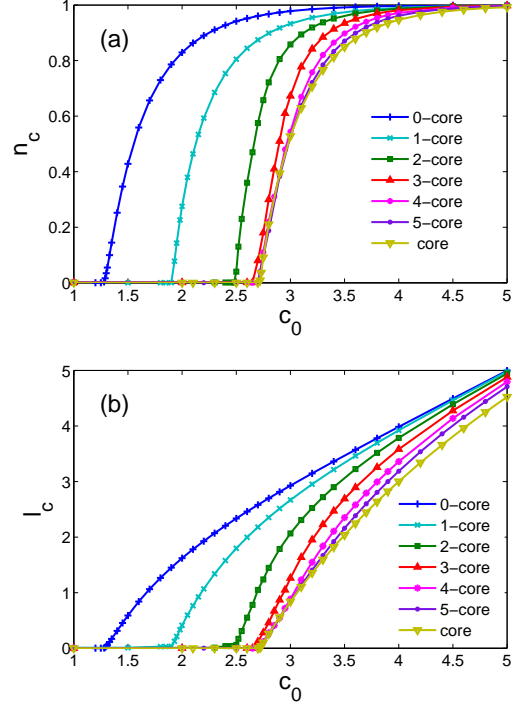 (a)
n_c
1
0.8
0.6
0.4
0.2
0
0-core
1-core
2-core
3-core
4-core
5-core
core
1 1.5 2 2.5 3 3.5 4 4.5 5
c_0
(b)
l_c
5
4
3
2
1
0
0-core
1-core
2-core
3-core
4-core
5-core
core
1 1.5 2 2.5 3 3.5 4 4.5 5
c_0